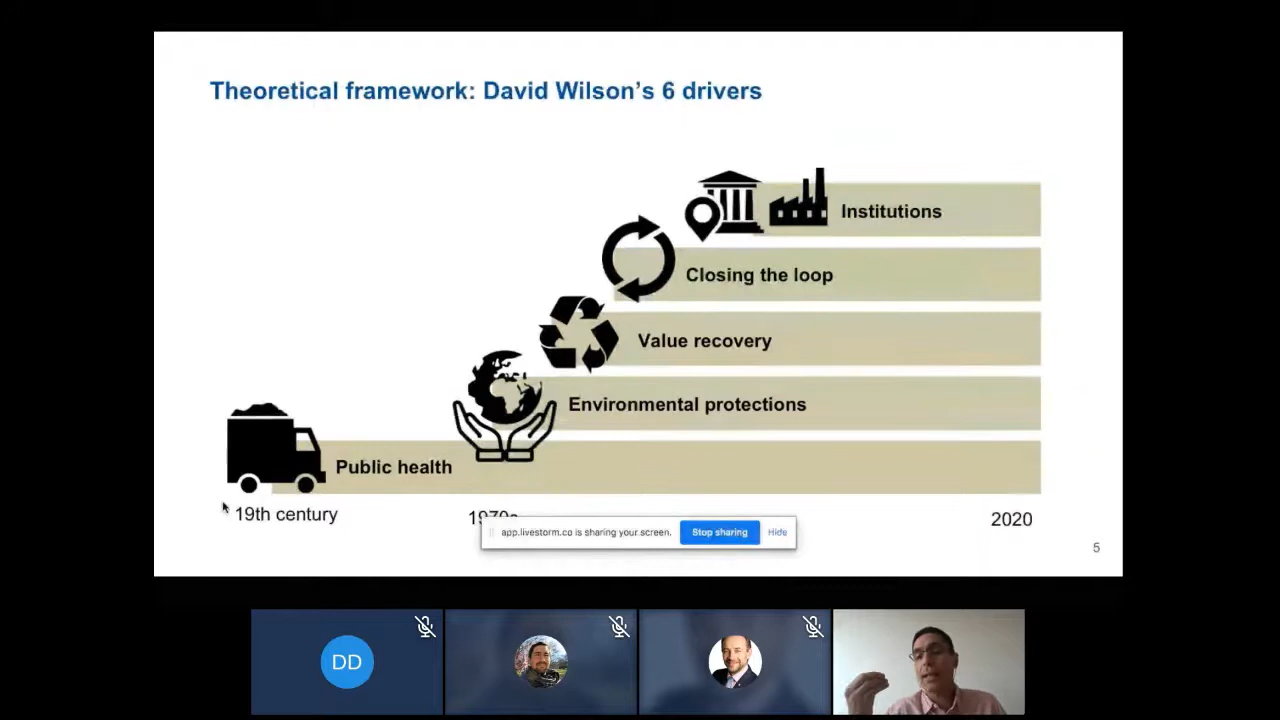 Theoretical framework: David Wilson's 6 drivers
Institutions
Closing the loop
Value recovery
Environmental protections
Public health
19th century
1970s
2020
app.livestorm.co is sharing your screen.
Stop sharing
Hide
5
DD